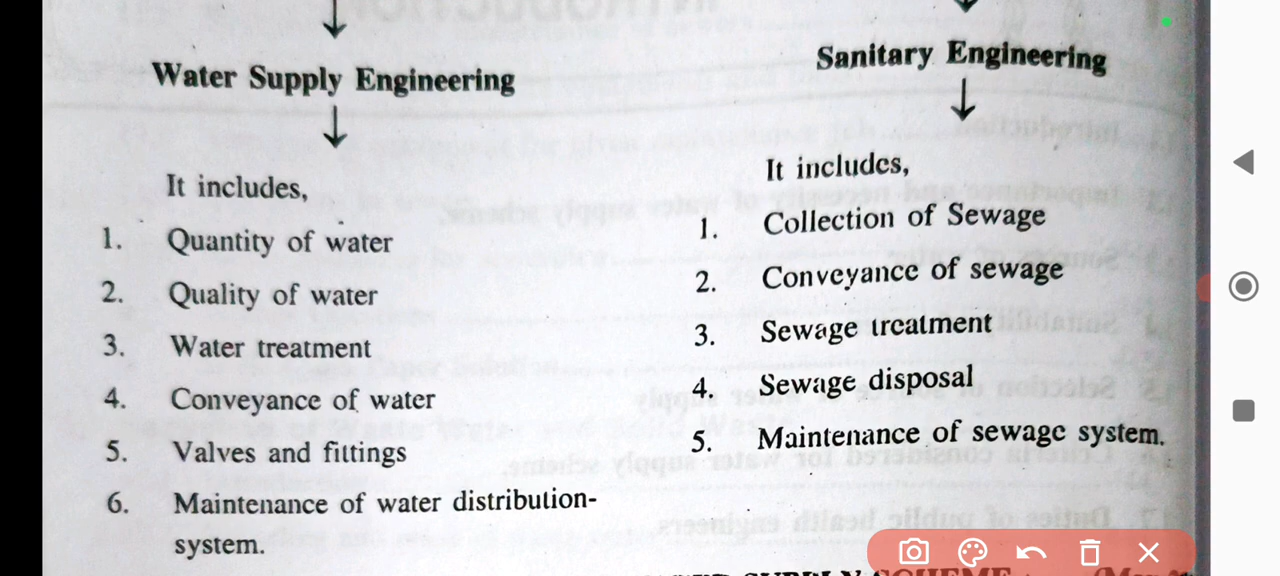 Water Supply Engineering
It includes,
1. Quantity of water
2. Quality of water
3. Water treatment
4. Conveyance of water
5. Valves and fittings
6. Maintenance of water distribution-
system.
Sanitary Engineering
It includes,
1. Collection of Sewage
2. Conveyance of sewage
3. Sewage treatment
4. Sewage disposal
5. Maintenance of sewage system.
SUPPLY SCHEME